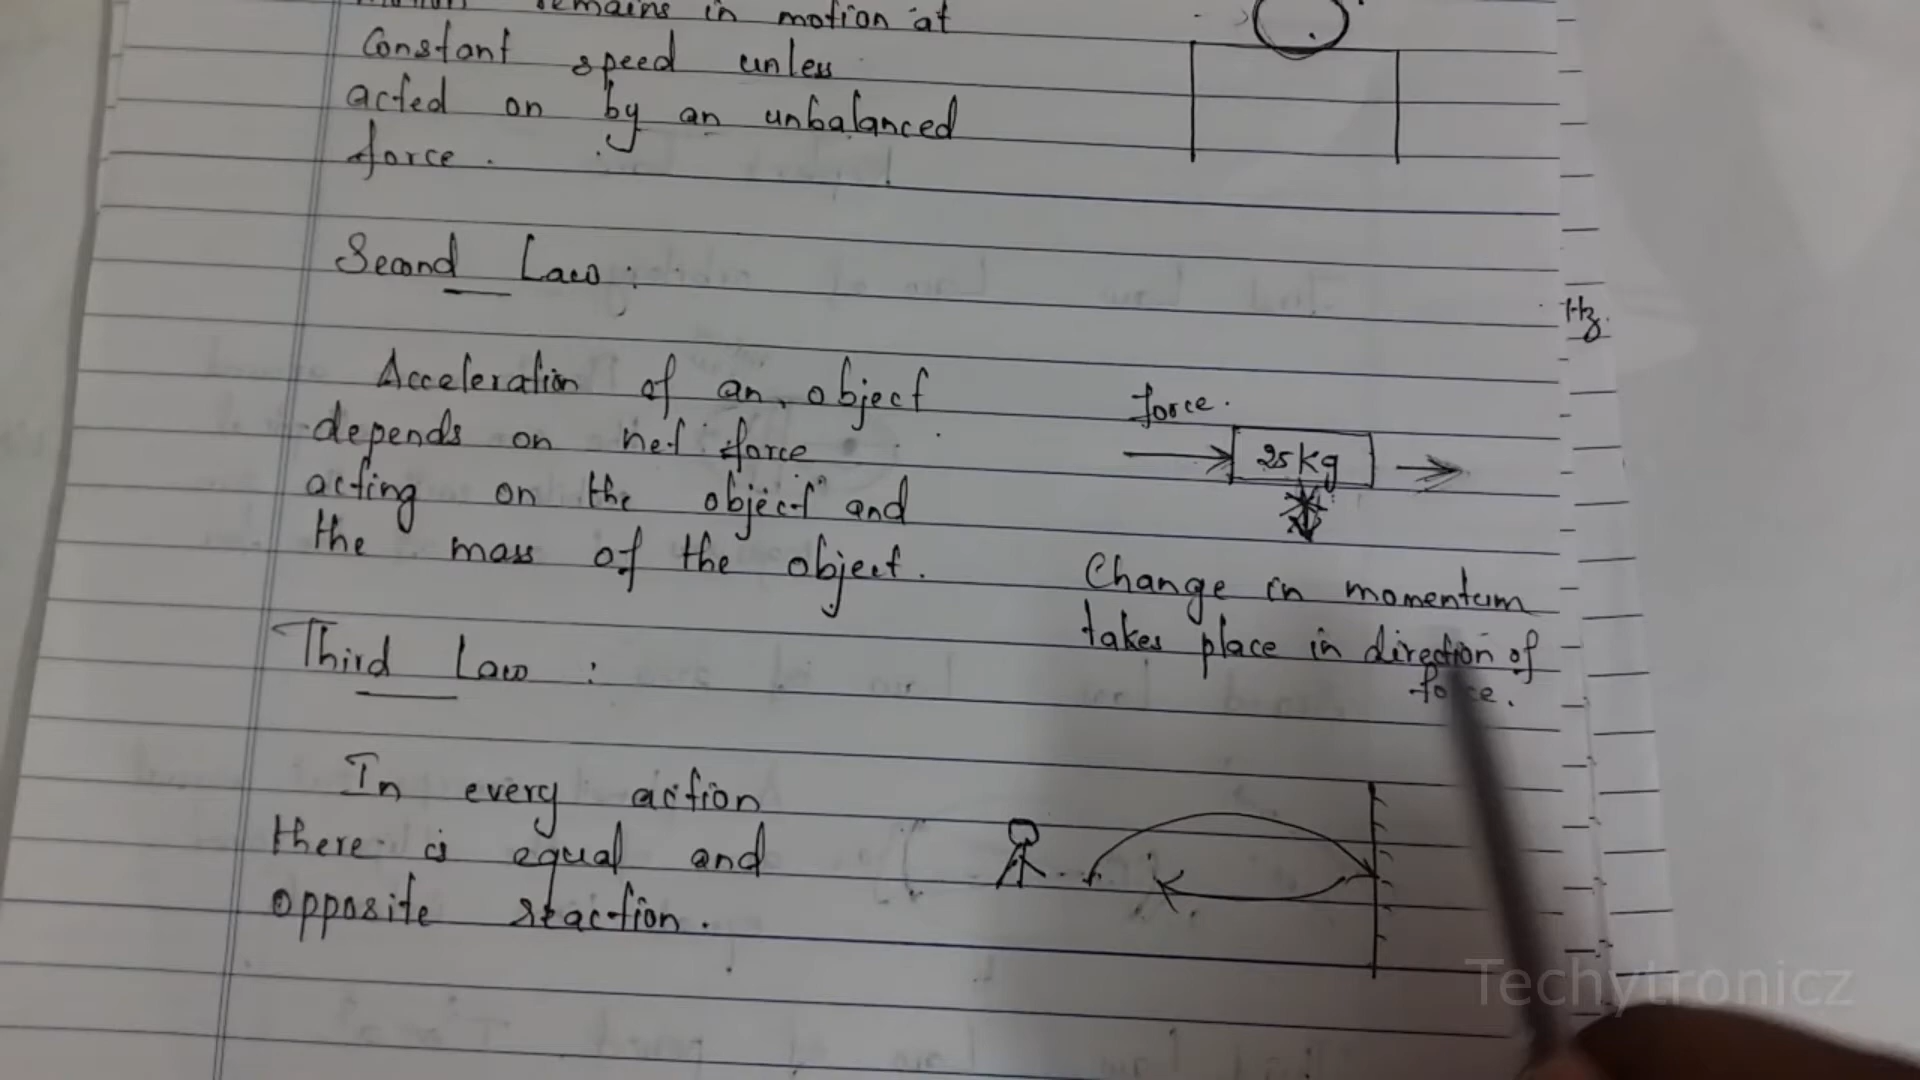 remains in motion at
Constant speed unless
acted on by an unbalanced
force.
Second Law:
Acceleration of an object
depends on net force
acting on the object and
the mass of the object.
force.
25kg
Change in momentum
takes place in direction of
force.
Third Law :
In every action
there is equal and
opposite reaction.
Techytronicz